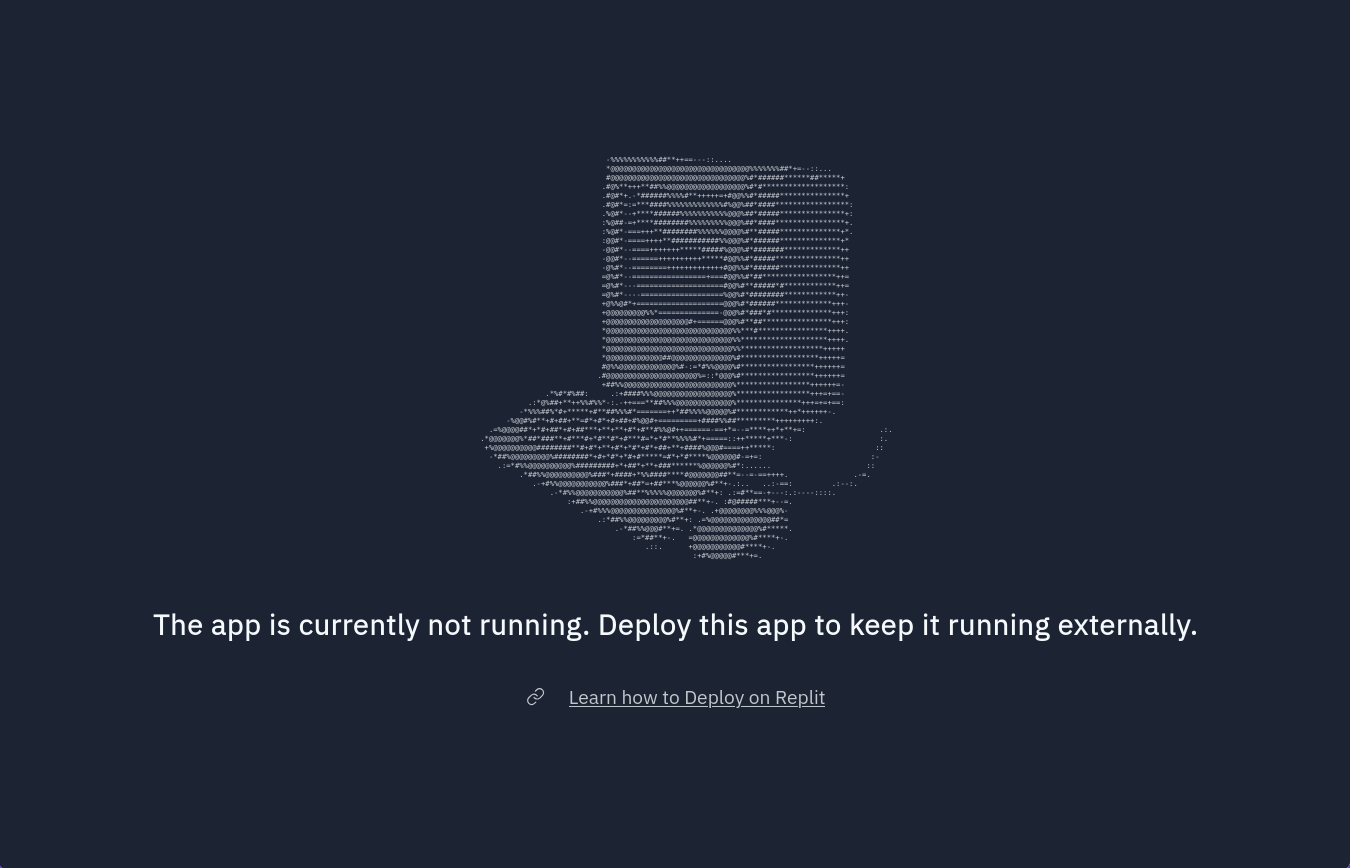 The app is currently not running. Deploy this app to keep it running externally.
Learn how to Deploy on Replit